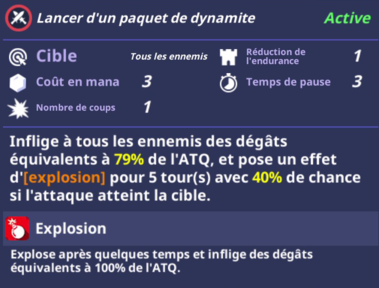 Lancer d'un paquet de dynamite Active
Cible Tous les ennemis Réduction de l'endurance 1
Coût en mana 3 Temps de pause 3
Nombre de coups 1
Inflige à tous les ennemis des dégâts
équivalents à 79% de l'ATQ, et pose un effet
d'[explosion] pour 5 tour(s) avec 40% de chance
si l'attaque atteint la cible.
Explosion
Explose après quelques temps et inflige des dégâts
équivalents à 100% de l'ATQ.